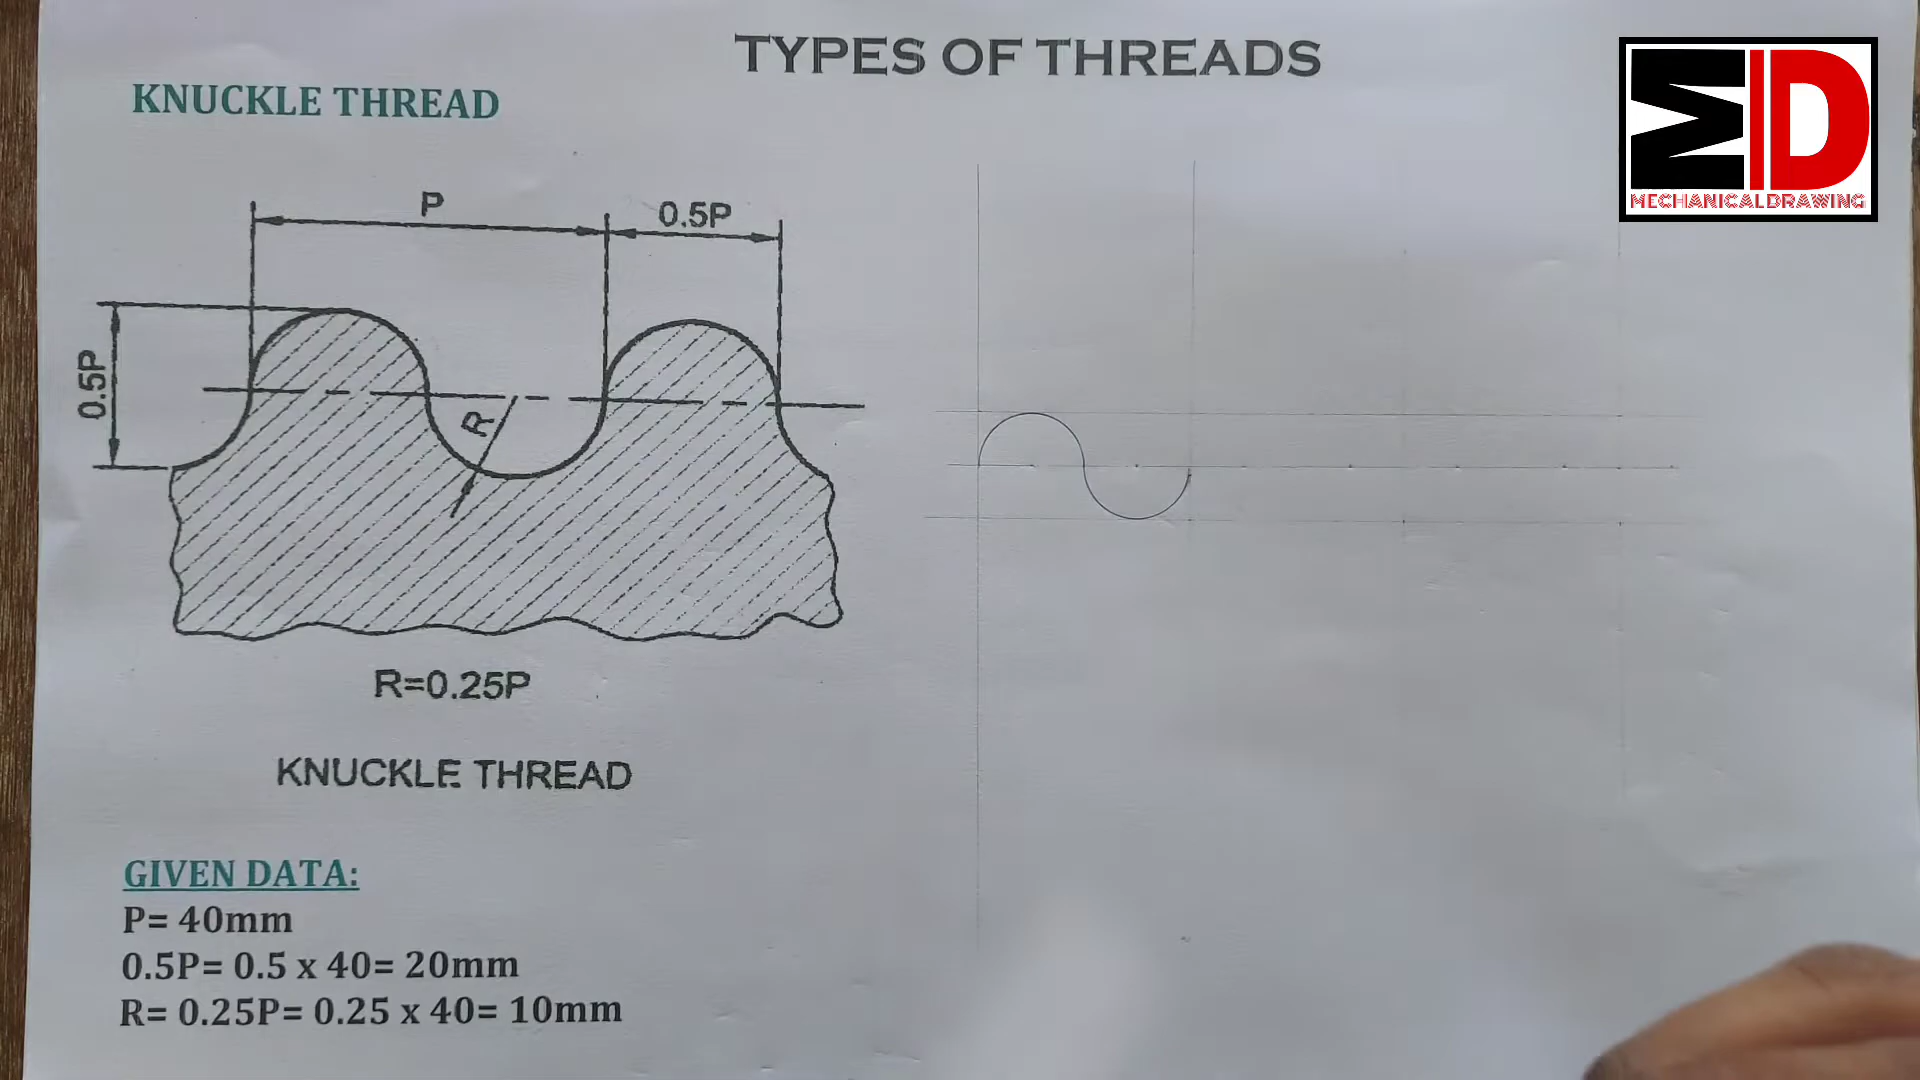 TYPES OF THREADS
KNUCKLE THREAD
MD
MECHANICALDRAWING
P
0.5P
0.5P
R
R=0.25P
KNUCKLE THREAD
GIVEN DATA:
P= 40mm
0.5P= 0.5 x 40= 20mm
R= 0.25P= 0.25 x 40= 10mm